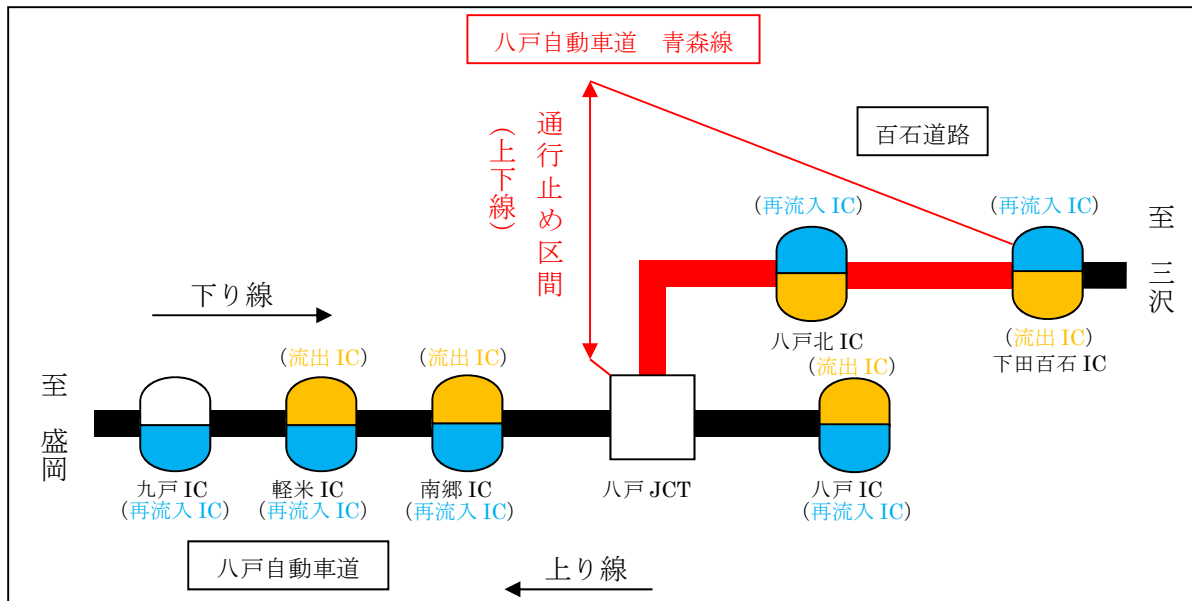 八戸自動車道　青森線
通行止め区間
(上下線)
百石道路
(再流入 IC)
(再流入 IC)
至　三沢
下り線
八戸北 IC
(流出 IC)
下田百石 IC
(流出 IC)
(流出 IC)
(流出 IC)
至　盛岡
九戸 IC
(再流入 IC)
軽米 IC
(再流入 IC)
南郷 IC
(再流入 IC)
八戸 JCT
八戸 IC
(再流入 IC)
八戸自動車道
上り線